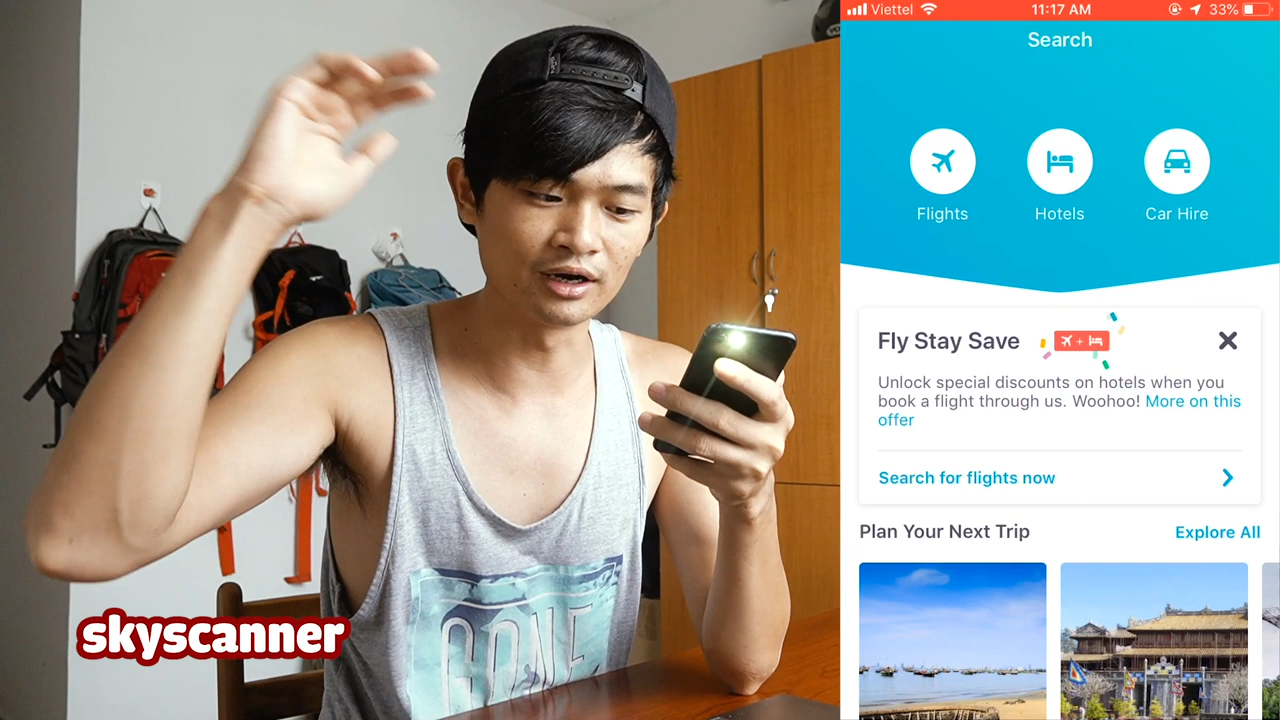 Viettel 11:17 AM 33%
Search
Flights Hotels Car Hire
Fly Stay Save
Unlock special discounts on hotels when you
book a flight through us. Woohoo! More on this
offer
Search for flights now
Plan Your Next Trip Explore All
skyscanner
GONE